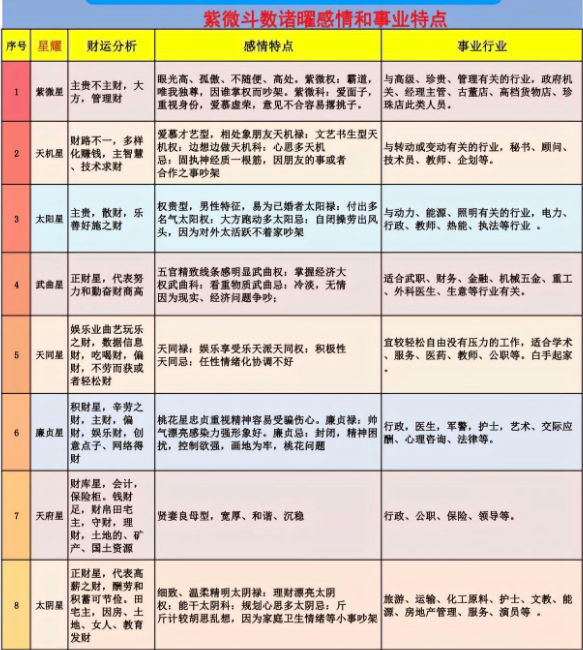 紫微斗数诸曜感情和事业特点
序号
星耀
财运分析
感情特点
事业行业
1
紫微星
主贵不主财，大
方，管理财
眼光高、孤傲、不随便、高处。紫微权：霸道，
唯我独尊，因谁掌权而吵架。紫微科：爱面子，
重视身份，爱慕虚荣，意见不合容易撂挑子。
与高级、珍贵、管理有关的行业，政府机
关、经理主管、古董店、高档货物店、珍
珠店此类人员。
2
天机星
财路不一，多样
化赚钱，主智慧
、技术求财
爱慕才艺型，相处象朋友天机禄：文艺书生型天
机权：边想边做天机科：心思多天机
忌：固执神经质一根筋，因朋友的事或者
合作之事吵架
与转动或变动有关的行业，秘书、顾问、
技术员、教师、企划等。
3
太阳星
主贵，散财，乐
善好施之财
权贵型，男性特征，易为已婚者太阳禄：付出多
名气太阳权：大方跑动多太阳忌：自闭操劳出风
头，因为对外太活跃不着家吵架
与动力、能源、照明有关的行业，电力、
行政、教师、热能、执法等行业 。
4
武曲星
正财星，代表努
力和勤奋财商高
五官精致线条感明显武曲权：掌握经济大
权武曲科：看重物质武曲忌：冷淡，无情
因为现实、经济问题争吵;
适合武职、财务、金融、机械五金、重工
、外科医生、生意等行业有关。
5
天同星
娱乐业曲艺玩乐
之财，数据信息
财，吃喝财，偏
财，不劳而获或
者轻松财
天同禄：娱乐享受乐天派天同权：积极性
天同忌：任性情绪化协调不好
宜较轻松自由没有压力的工作，适合学术
、服务、医药、教师、公职等。白手起家
。
6
廉贞星
积财星，辛劳之
财，主财，偏
财，娱乐财，创
意点子、网络得
财
桃花星忠贞重视精神容易受骗伤心。廉贞禄：帅
气漂亮感染力强形象好。廉贞忌：封闭，精神困
扰，控制欲强，画地为牢，桃花问题
行政，医生，军警，护士，艺术、交际应
酬、心理咨询、法律等。
7
天府星
财库星，会计，
保险柜。钱财
足，财帛田宅
主，守财，理
财，土地的、矿
产、国土资源
贤妻良母型，宽厚、和谐、沉稳
行政、公职、保险、领导等。
8
太阴星
正财星，代表高
薪之财，酬劳和
积蓄可节俭。田
宅主，因房、土
地、女人、教育
发财
细致、温柔精明太阴禄：理财漂亮太阴
权：能干太阴科：规划心思多太阴忌：斤
斤计较胡思乱想，因为家庭卫生情绪等小事吵架
旅游、运输、化工原料、护士、文教、能
源、房地产管理、服务、演员等 。